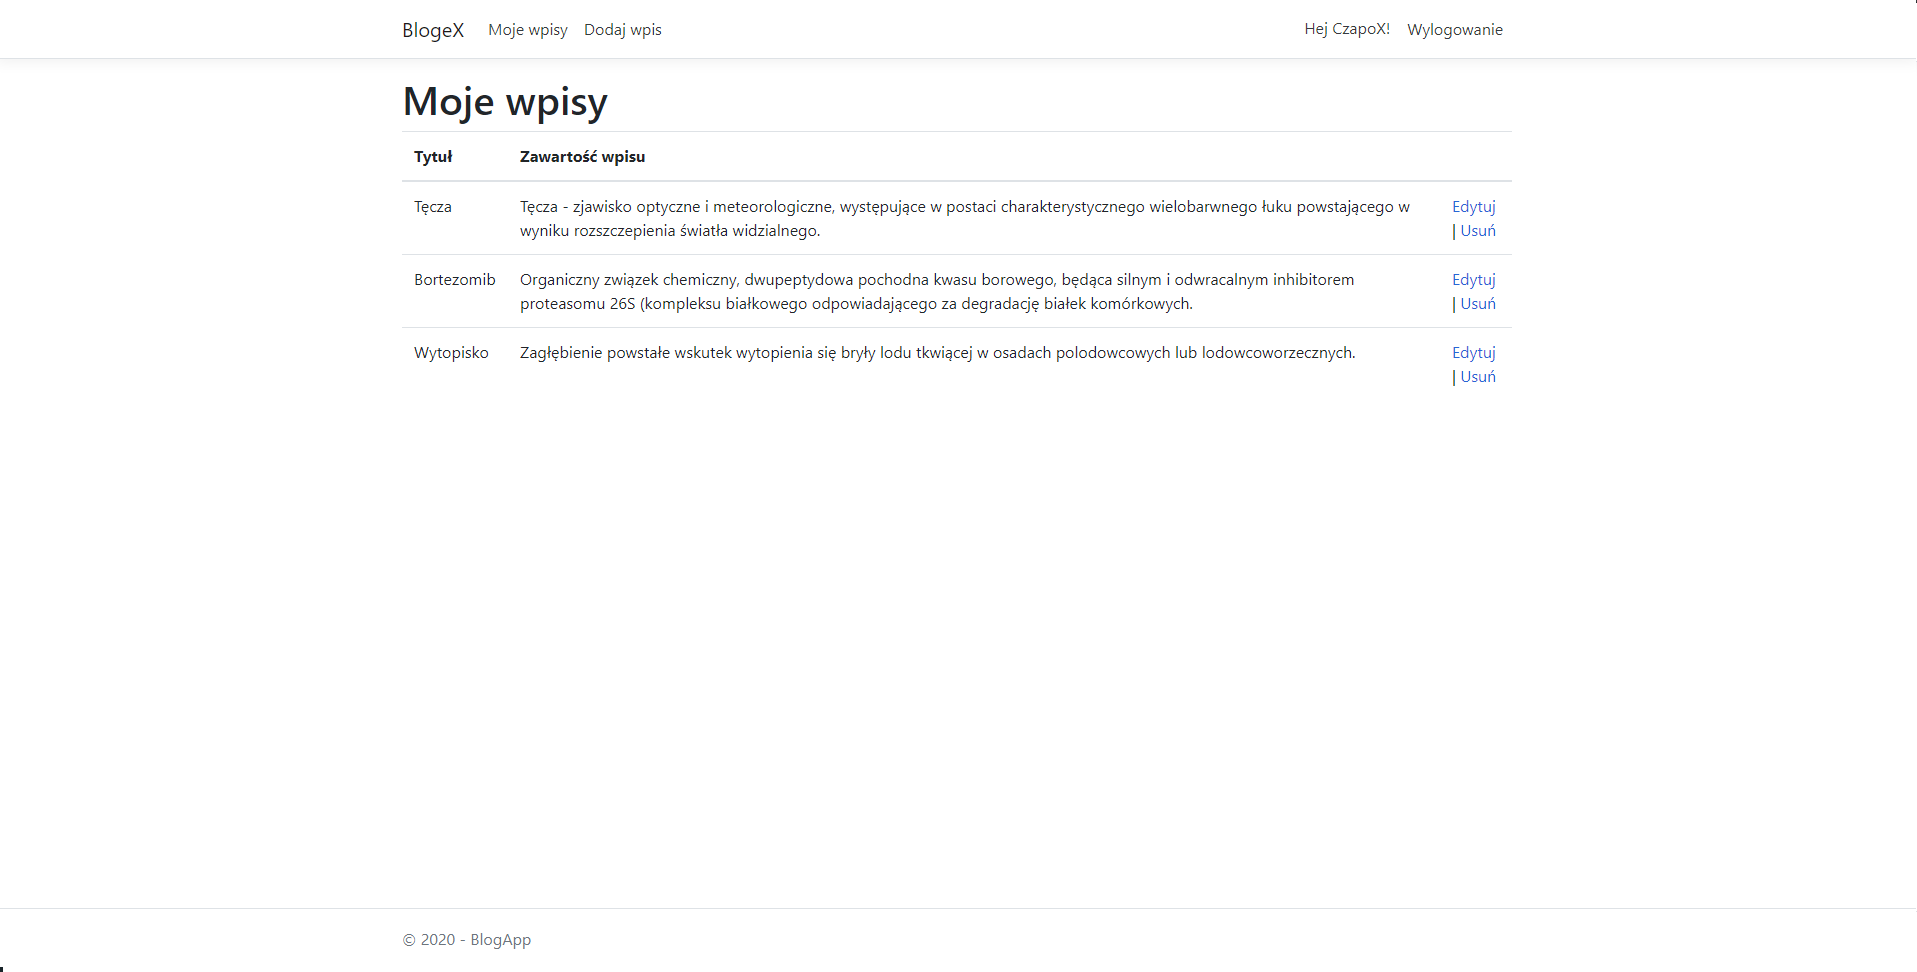 BlogeX Moje wpisy Dodaj wpis Hej CzapoX! Wylogowanie
Moje wpisy
Tytuł Zawartość wpisu
Tęcza Tęcza - zjawisko optyczne i meteorologiczne, występujące w postaci charakterystycznego wielobarwnego łuku powstającego w Edytuj
wyniku rozszczepienia światła widzialnego. | Usuń
Bortezomib Organiczny związek chemiczny, dwupeptydowa pochodna kwasu borowego, będąca silnym i odwracalnym inhibitorem Edytuj
proteasomu 26S (kompleksu białkowego odpowiadającego za degradację białek komórkowych. | Usuń
Wytopisko Zagłębienie powstałe wskutek wytopienia się bryły lodu tkwiącej w osadach polodowcowych lub lodowcoworzecznych. Edytuj
| Usuń
© 2020 - BlogApp